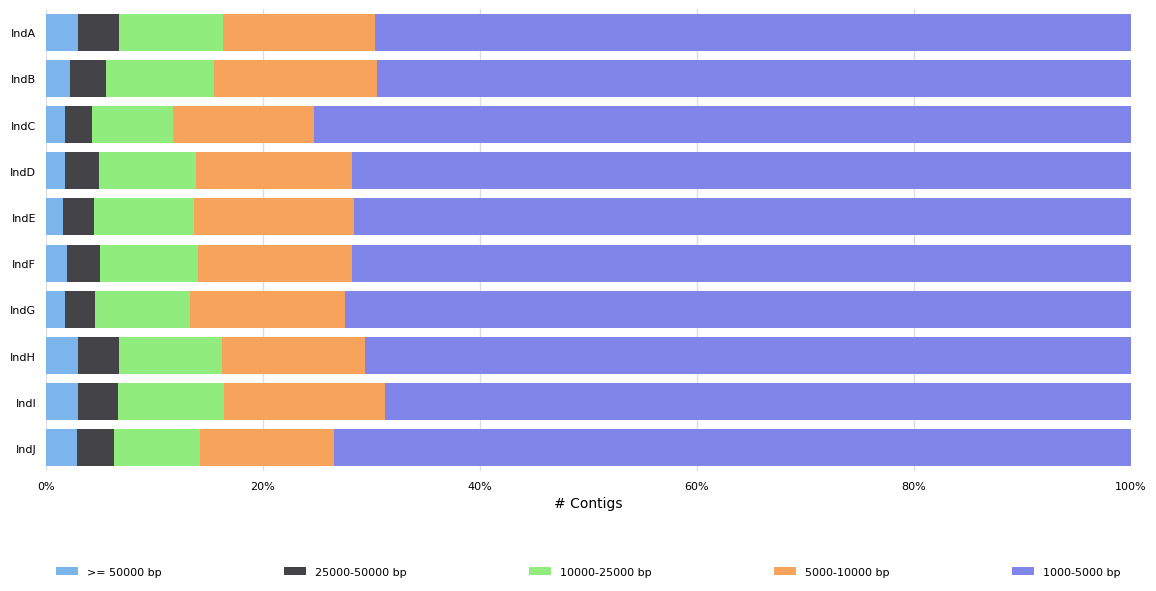 IndA
IndB
IndC
IndD
IndE
IndF
IndG
IndH
IndI
IndJ
0% 20% 40% 60% 80% 100%
# Contigs
>= 50000 bp 25000-50000 bp 10000-25000 bp 5000-10000 bp 1000-5000 bp